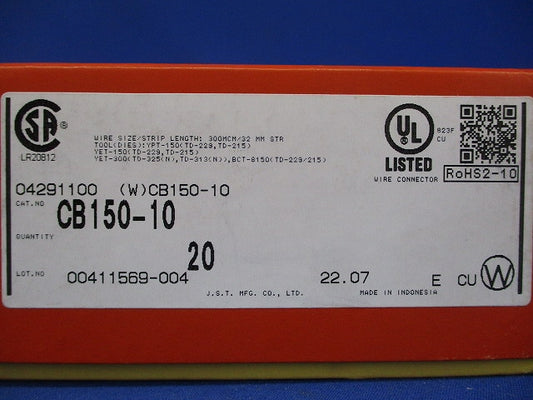 CSA ®
LR20812
WIRE SIZE/STRIP LENGTH: 300MCM/32 MM STR
TOOL(DIES):YPT-150(TD-229,TD-215)
YET-150(TD-229,TD-215)
YET-300(TD-325(N),TD-313(N)),BCT-8150(TD-229/215)
UL ®
823F
CU
LISTED
WIRE CONNECTOR
RoHS2-10
04291100 (W)CB150-10
CAT.NO CB150-10
QUANTITY 20
LOT.NO 00411569-004
22.07 E CU W
J.S.T. MFG. CO., LTD. MADE IN INDONESIA